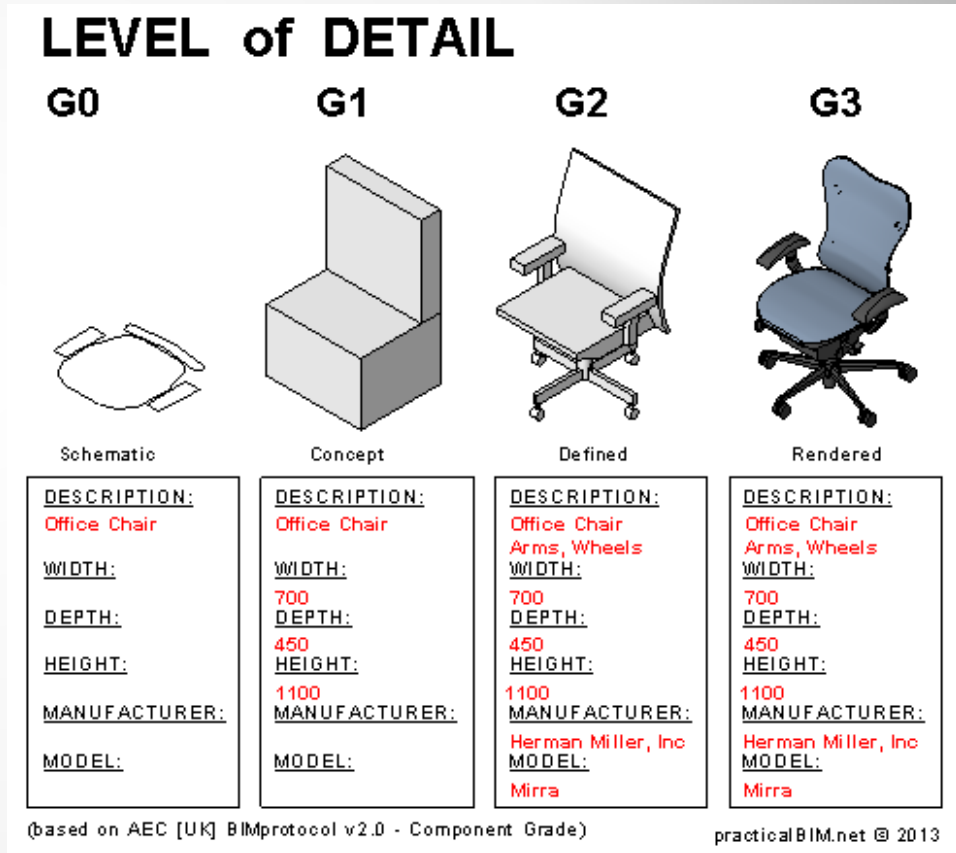 LEVEL of DETAIL
G0 G1 G2 G3
Schematic Concept Defined Rendered
DESCRIPTION:
Office Chair
WIDTH:
DEPTH:
HEIGHT:
MANUFACTURER:
MODEL:
DESCRIPTION:
Office Chair
WIDTH:
700
DEPTH:
450
HEIGHT:
1100
MANUFACTURER:
MODEL:
DESCRIPTION:
Office Chair
Arms, Wheels
WIDTH:
700
DEPTH:
450
HEIGHT:
1100
MANUFACTURER:
Herman Miller, Inc
MODEL:
Mirra
DESCRIPTION:
Office Chair
Arms, Wheels
WIDTH:
700
DEPTH:
450
HEIGHT:
1100
MANUFACTURER:
Herman Miller, Inc
MODEL:
Mirra
(based on AEC [UK] BIMprotocol v2.0 - Component Grade)
practicalBIM.net © 2013